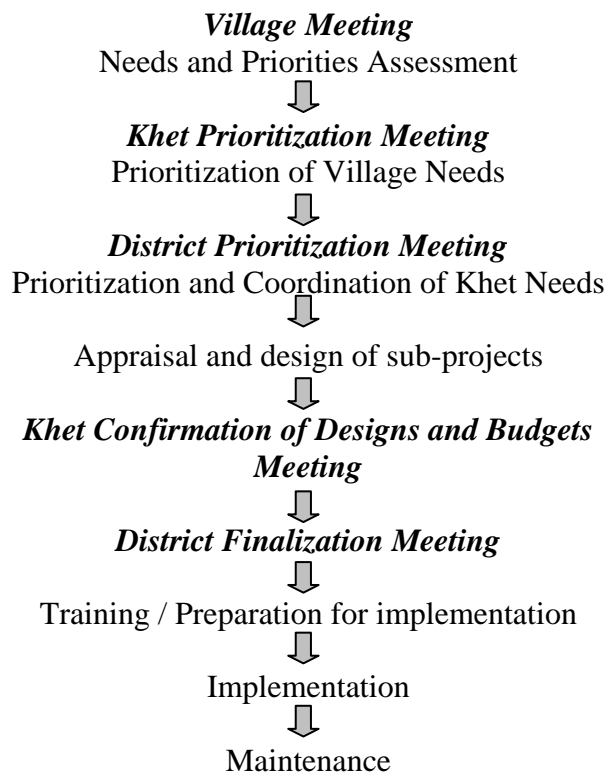 Village Meeting
Needs and Priorities Assessment
Khet Prioritization Meeting
Prioritization of Village Needs
District Prioritization Meeting
Prioritization and Coordination of Khet Needs
Appraisal and design of sub-projects
Khet Confirmation of Designs and Budgets
Meeting
District Finalization Meeting
Training / Preparation for implementation
Implementation
Maintenance